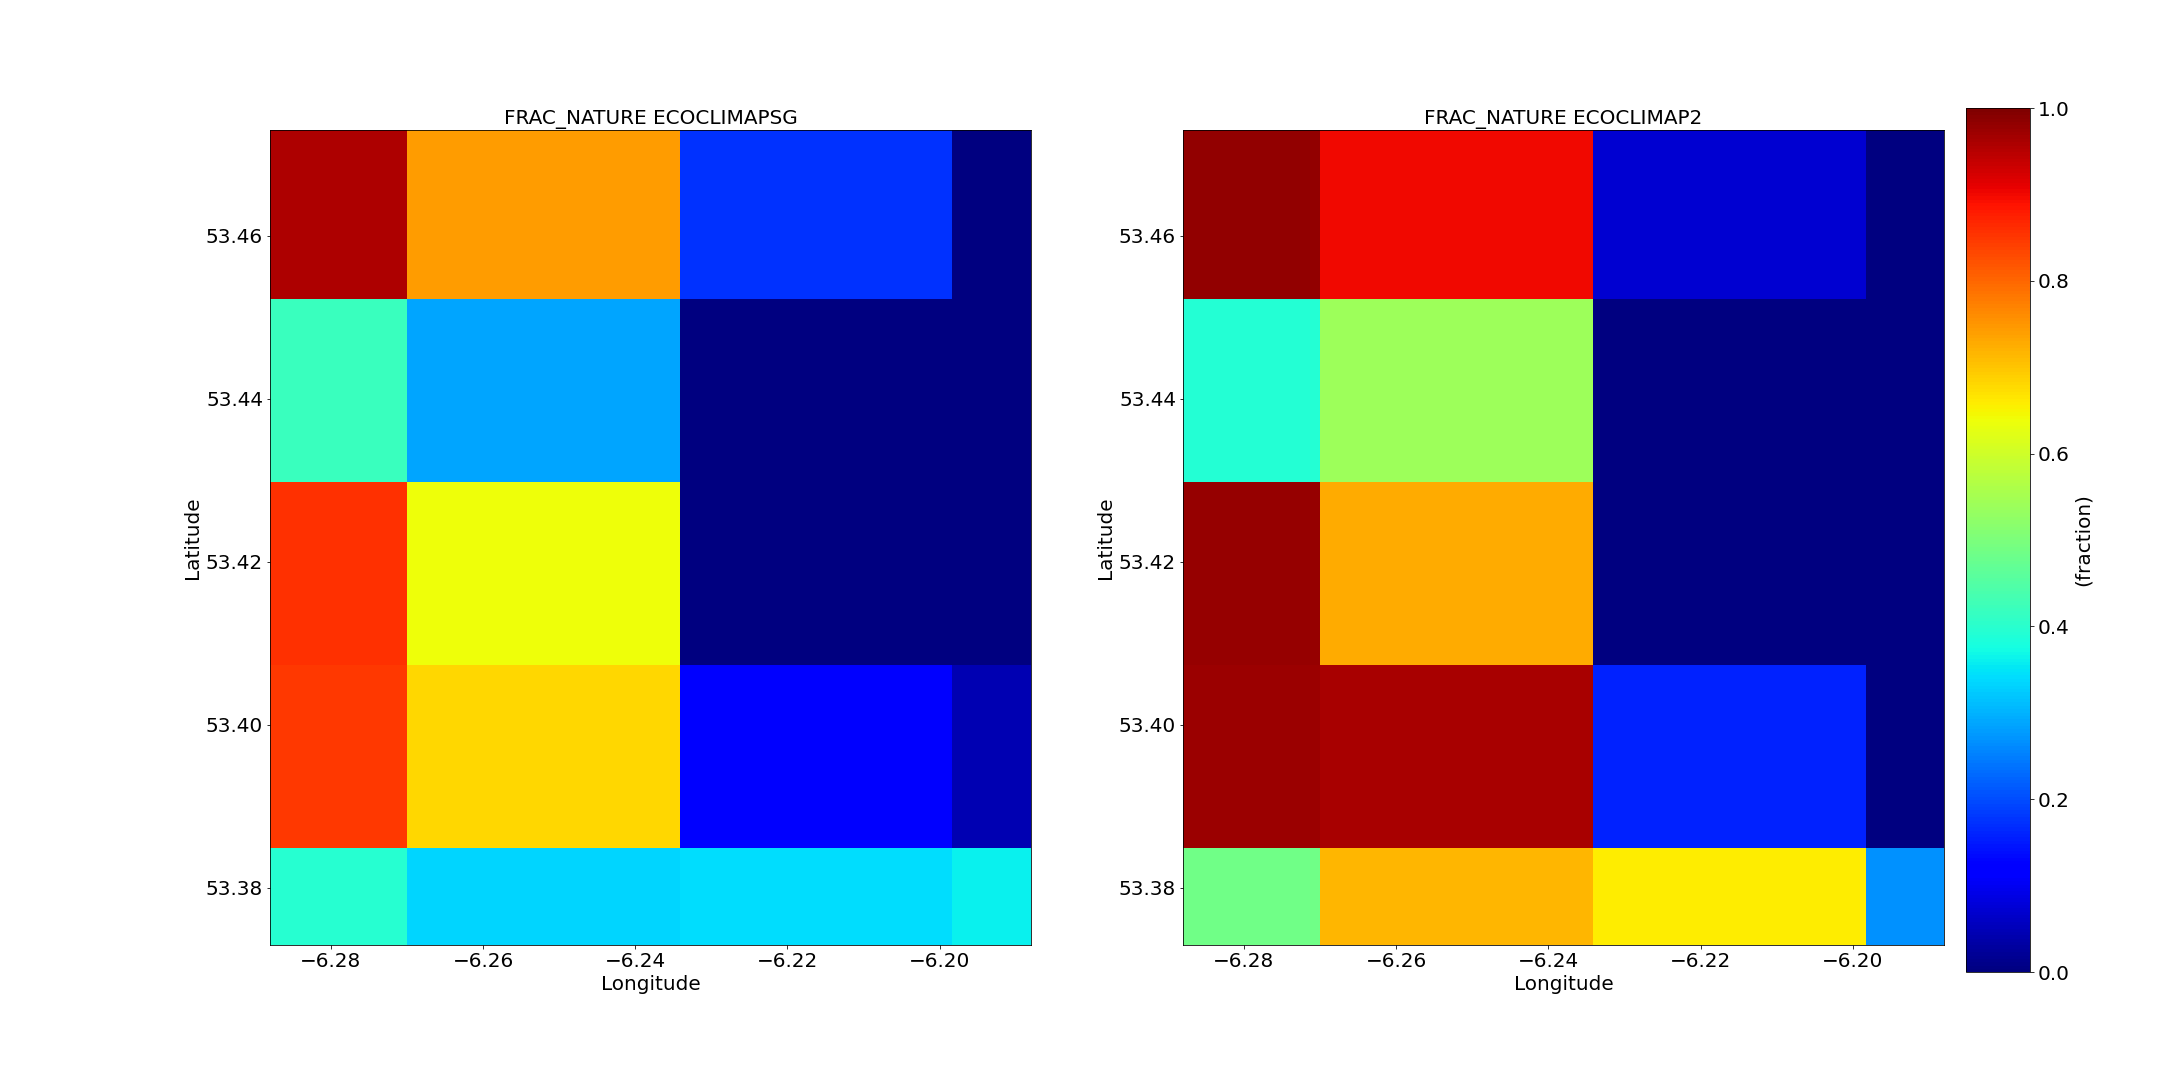 FRAC_NATURE ECOCLIMAPSG
53.46
53.44
53.42
53.40
53.38
Latitude
−6.28 −6.26 −6.24 −6.22 −6.20
Longitude
FRAC_NATURE ECOCLIMAP2
53.46
53.44
53.42
53.40
53.38
Latitude
−6.28 −6.26 −6.24 −6.22 −6.20
Longitude
1.0
0.8
0.6
0.4
0.2
0.0
(fraction)